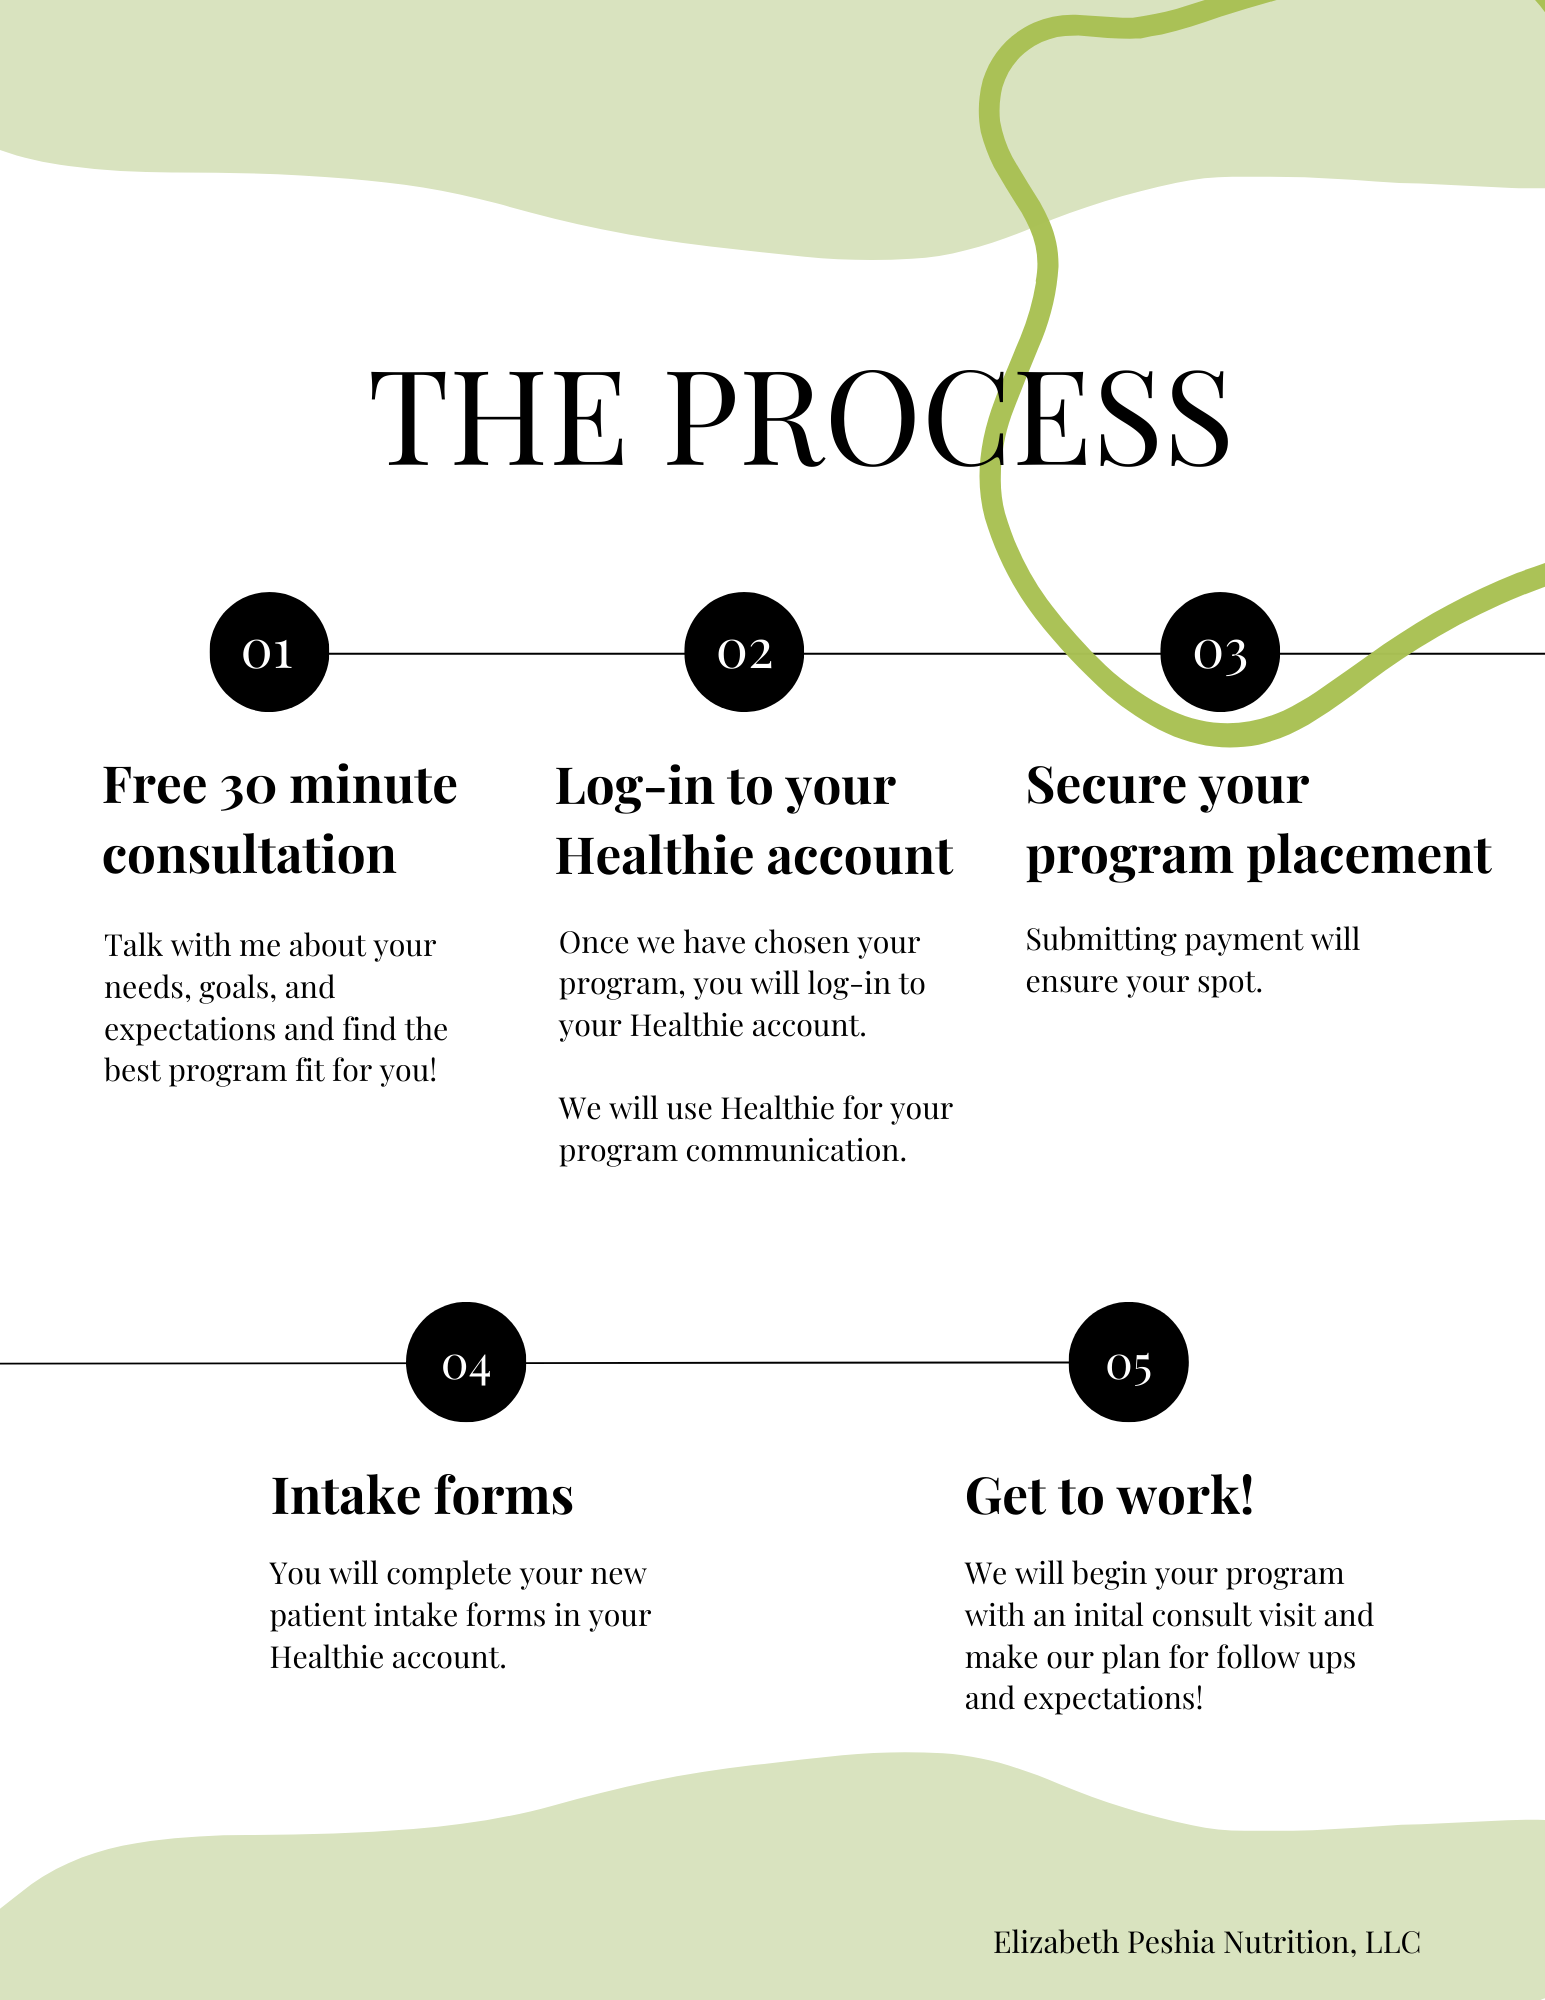 THE PROCESS
01
02
03
Free 30 minute
consultation
Talk with me about your
needs, goals, and
expectations and find the
best program fit for you!
Log-in to your
Healthie account
Once we have chosen your
program, you will log-in to
your Healthie account.
We will use Healthie for your
program communication.
Secure your
program placement
Submitting payment will
ensure your spot.
04
05
Intake forms
You will complete your new
patient intake forms in your
Healthie account.
Get to work!
We will begin your program
with an inital consult visit and
make our plan for follow ups
and expectations!
Elizabeth Peshia Nutrition, LLC